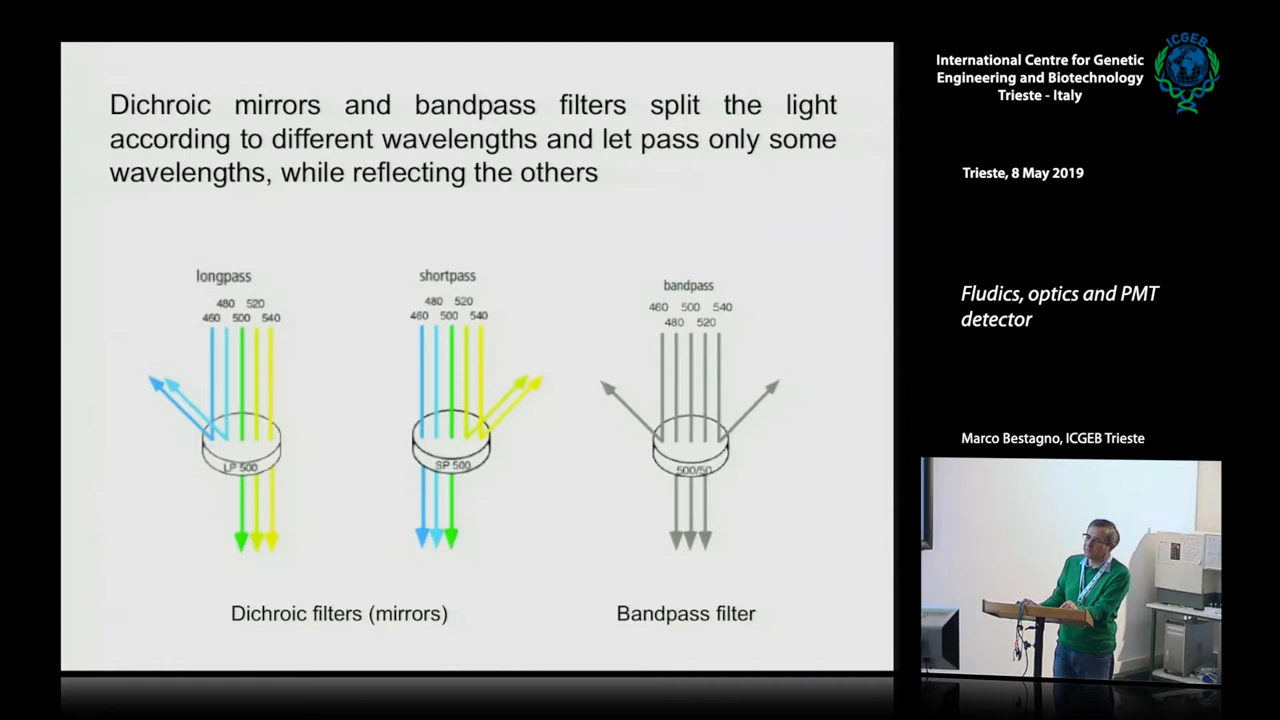 Dichroic mirrors and bandpass filters split the light
according to different wavelengths and let pass only some
wavelengths, while reflecting the others
longpass
480 520
460 500 540
LP 500
shortpass
480 520
460 500 540
SP 500
bandpass
460 500 540
480 520
500/50
Dichroic filters (mirrors)
Bandpass filter
International Centre for Genetic
Engineering and Biotechnology
Trieste - Italy
ICGEB
Trieste, 8 May 2019
Fludics, optics and PMT
detector
Marco Bestagno, ICGEB Trieste